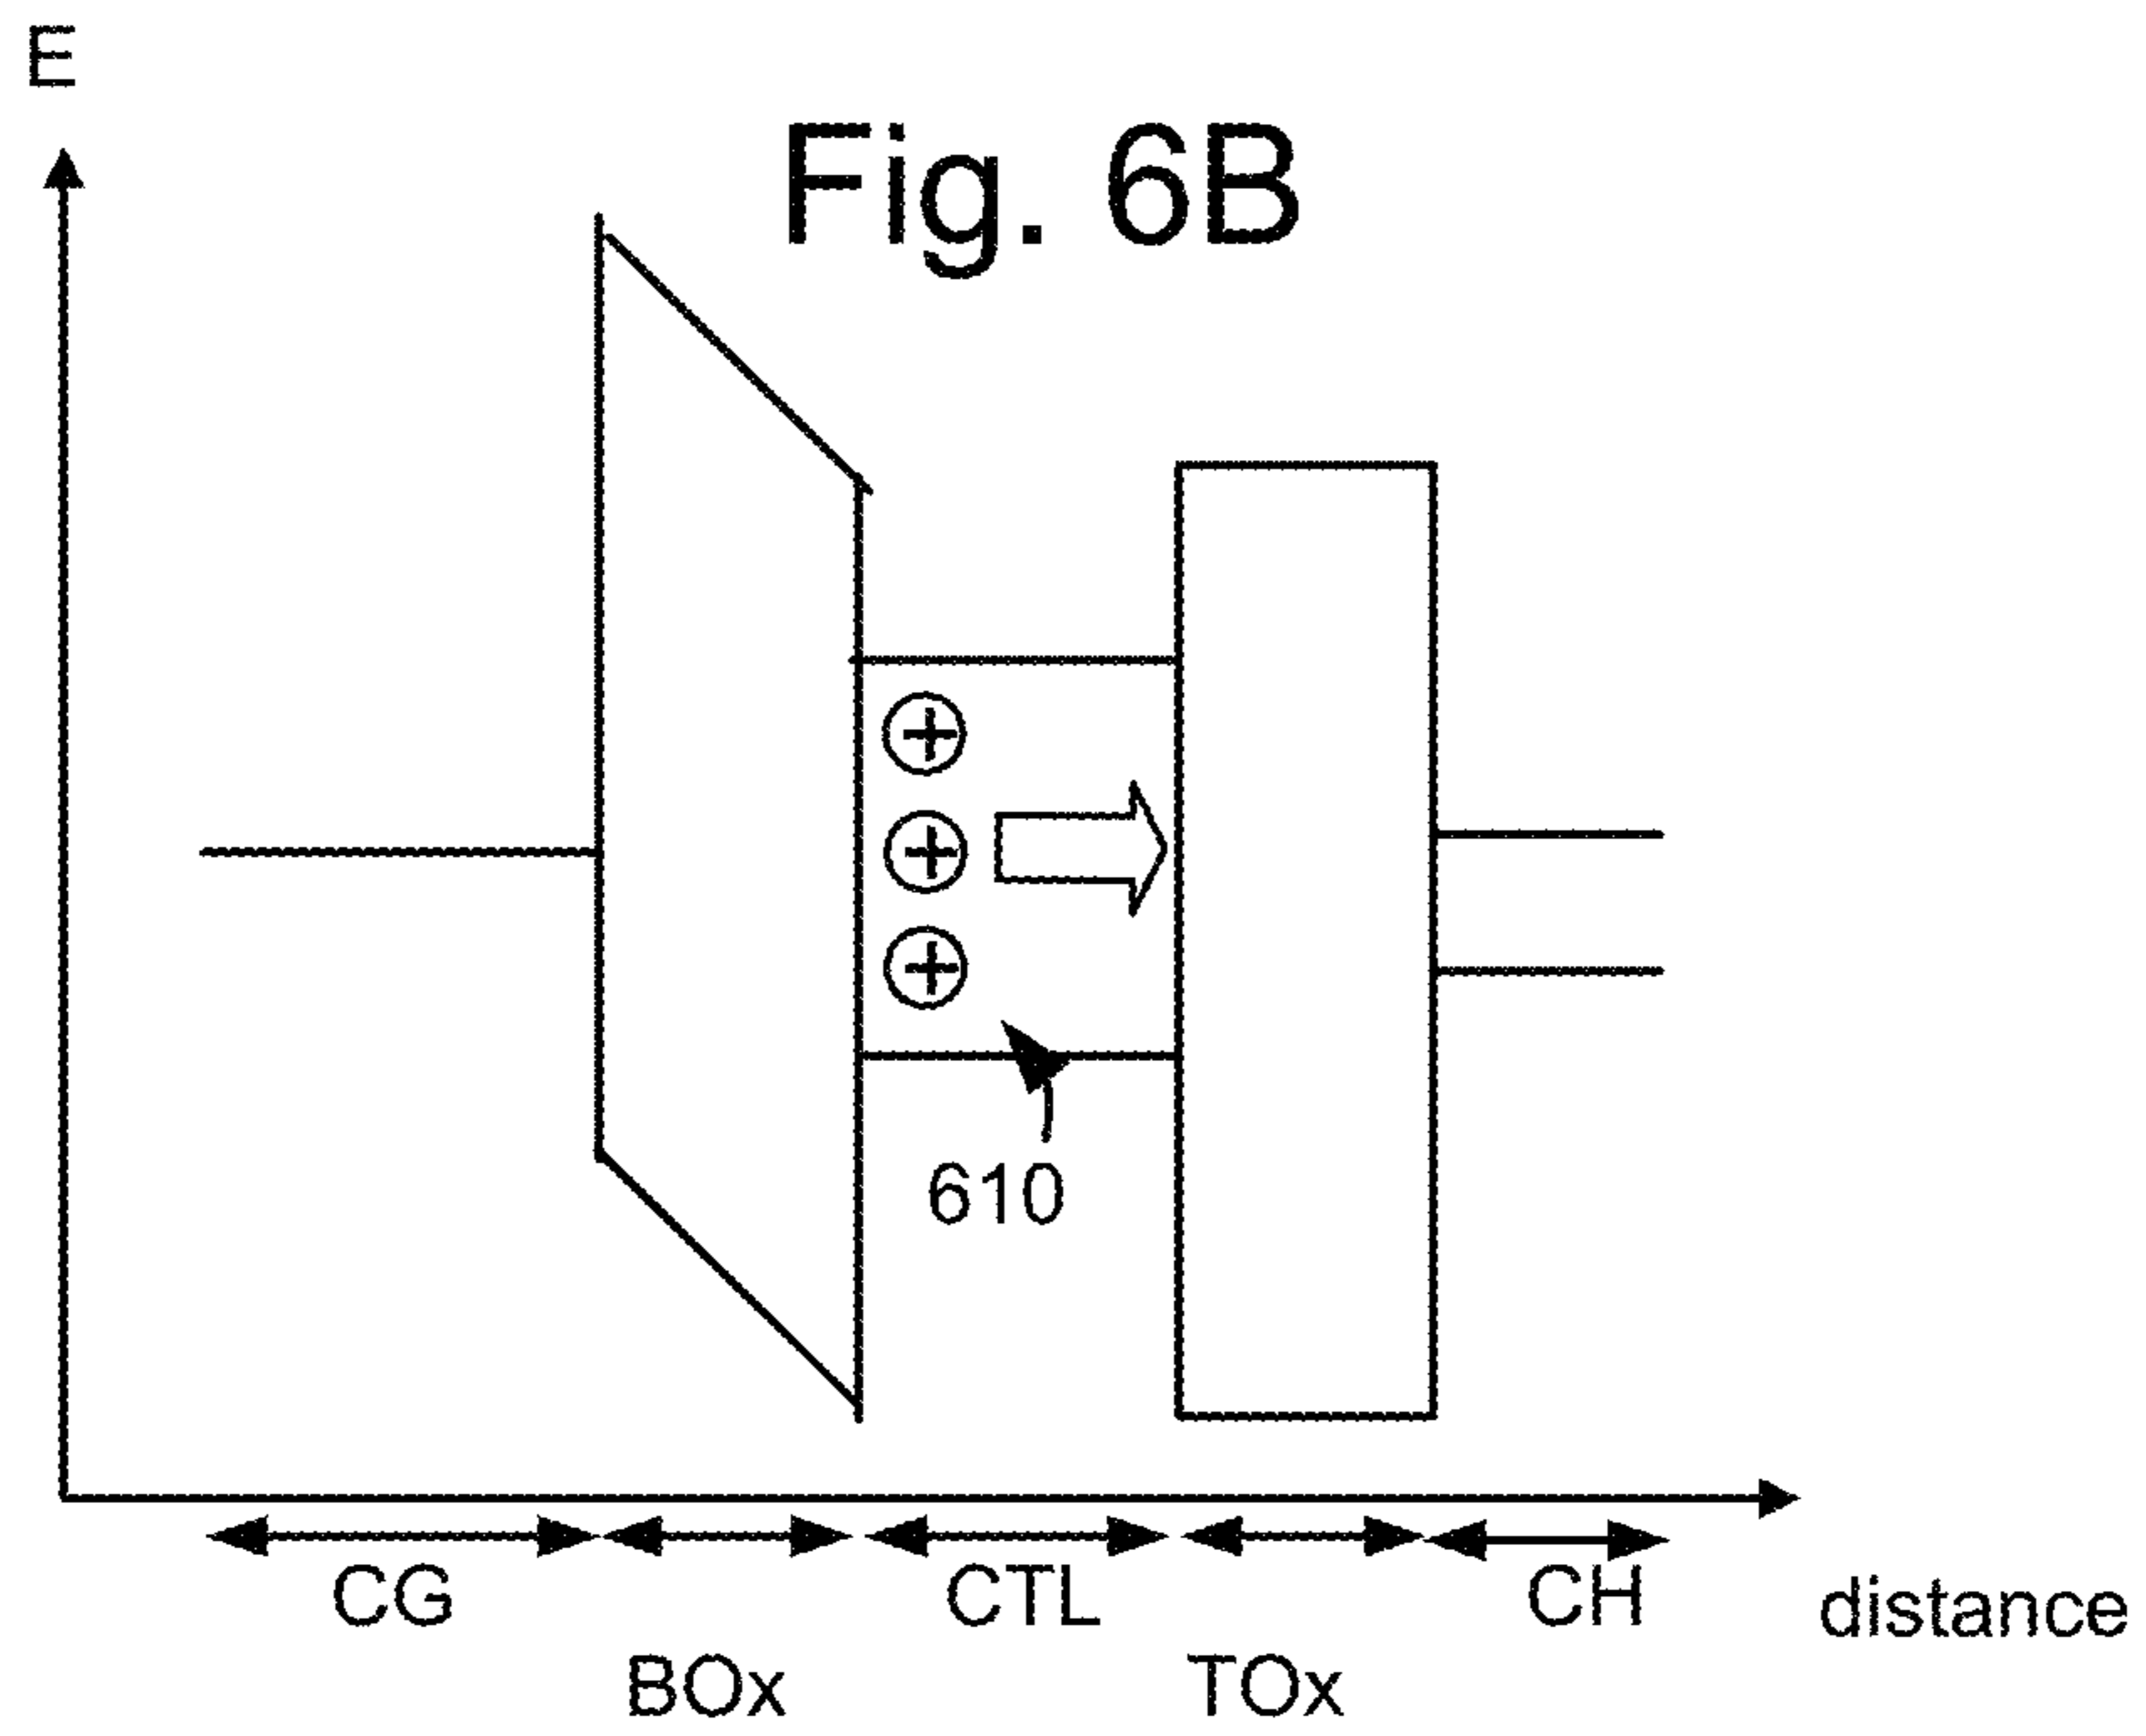 E
Fig. 6B
610
CG
CTL
CH
distance
BOx
TOx